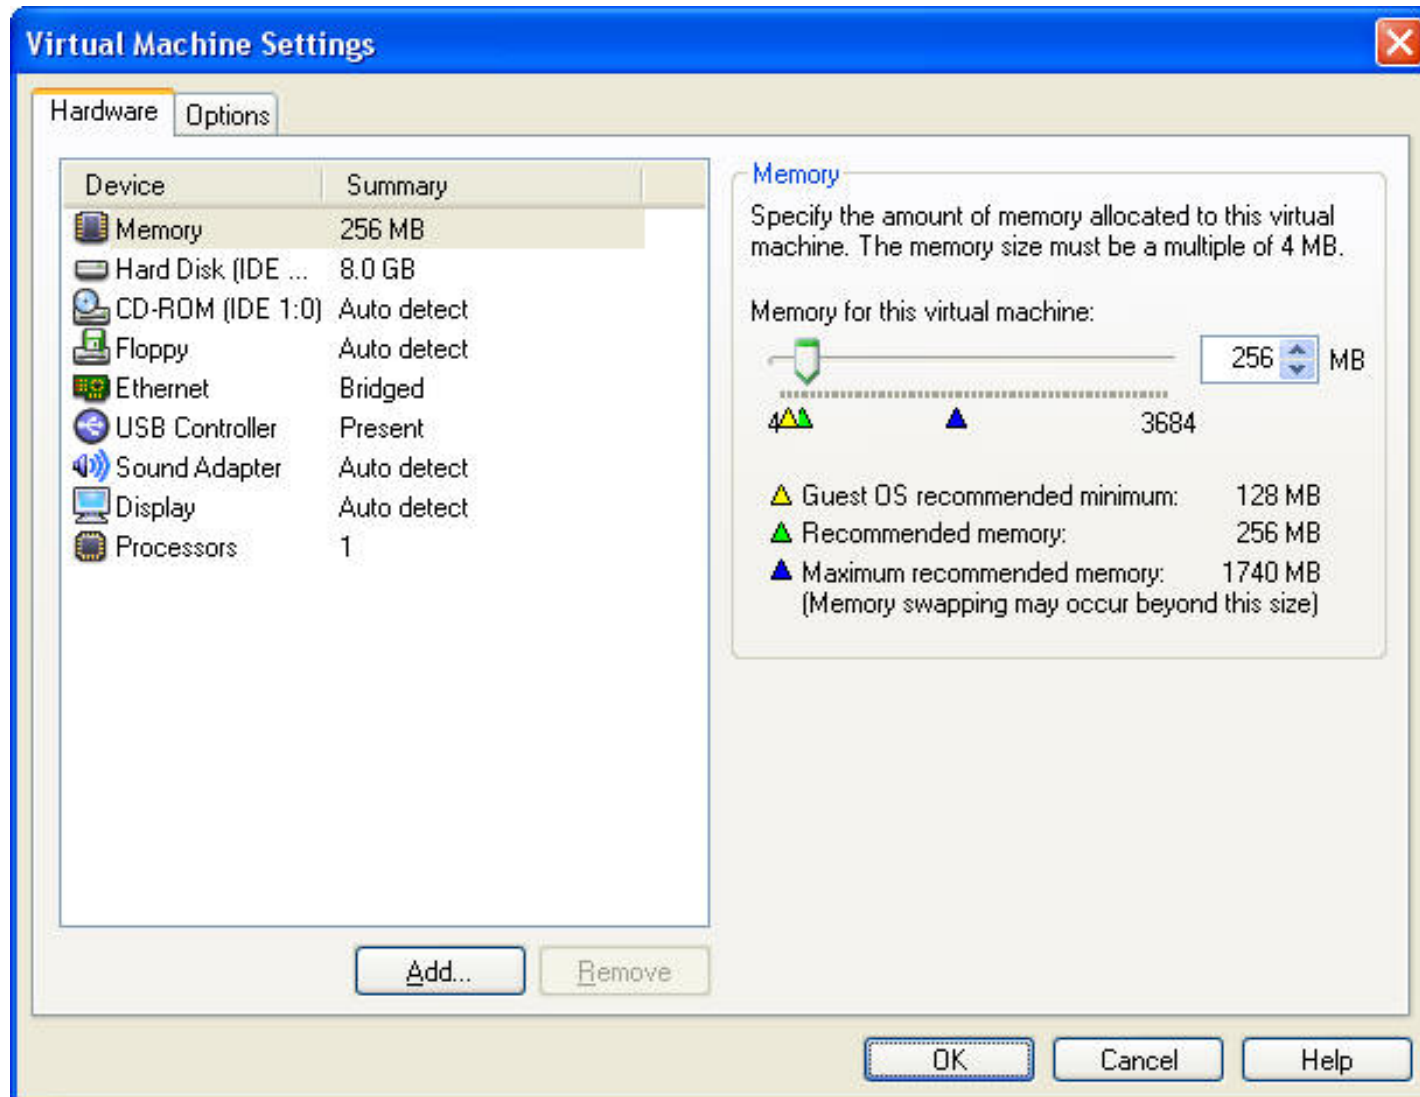 Virtual Machine Settings
Hardware Options
Device Summary
Memory 256 MB
Hard Disk (IDE ... 8.0 GB
CD-ROM (IDE 1:0) Auto detect
Floppy Auto detect
Ethernet Bridged
USB Controller Present
Sound Adapter Auto detect
Display Auto detect
Processors 1
Add... Remove
Memory
Specify the amount of memory allocated to this virtual
machine. The memory size must be a multiple of 4 MB.
Memory for this virtual machine:
256 MB
4 3684
Guest OS recommended minimum: 128 MB
Recommended memory: 256 MB
Maximum recommended memory: 1740 MB
(Memory swapping may occur beyond this size)
OK Cancel Help